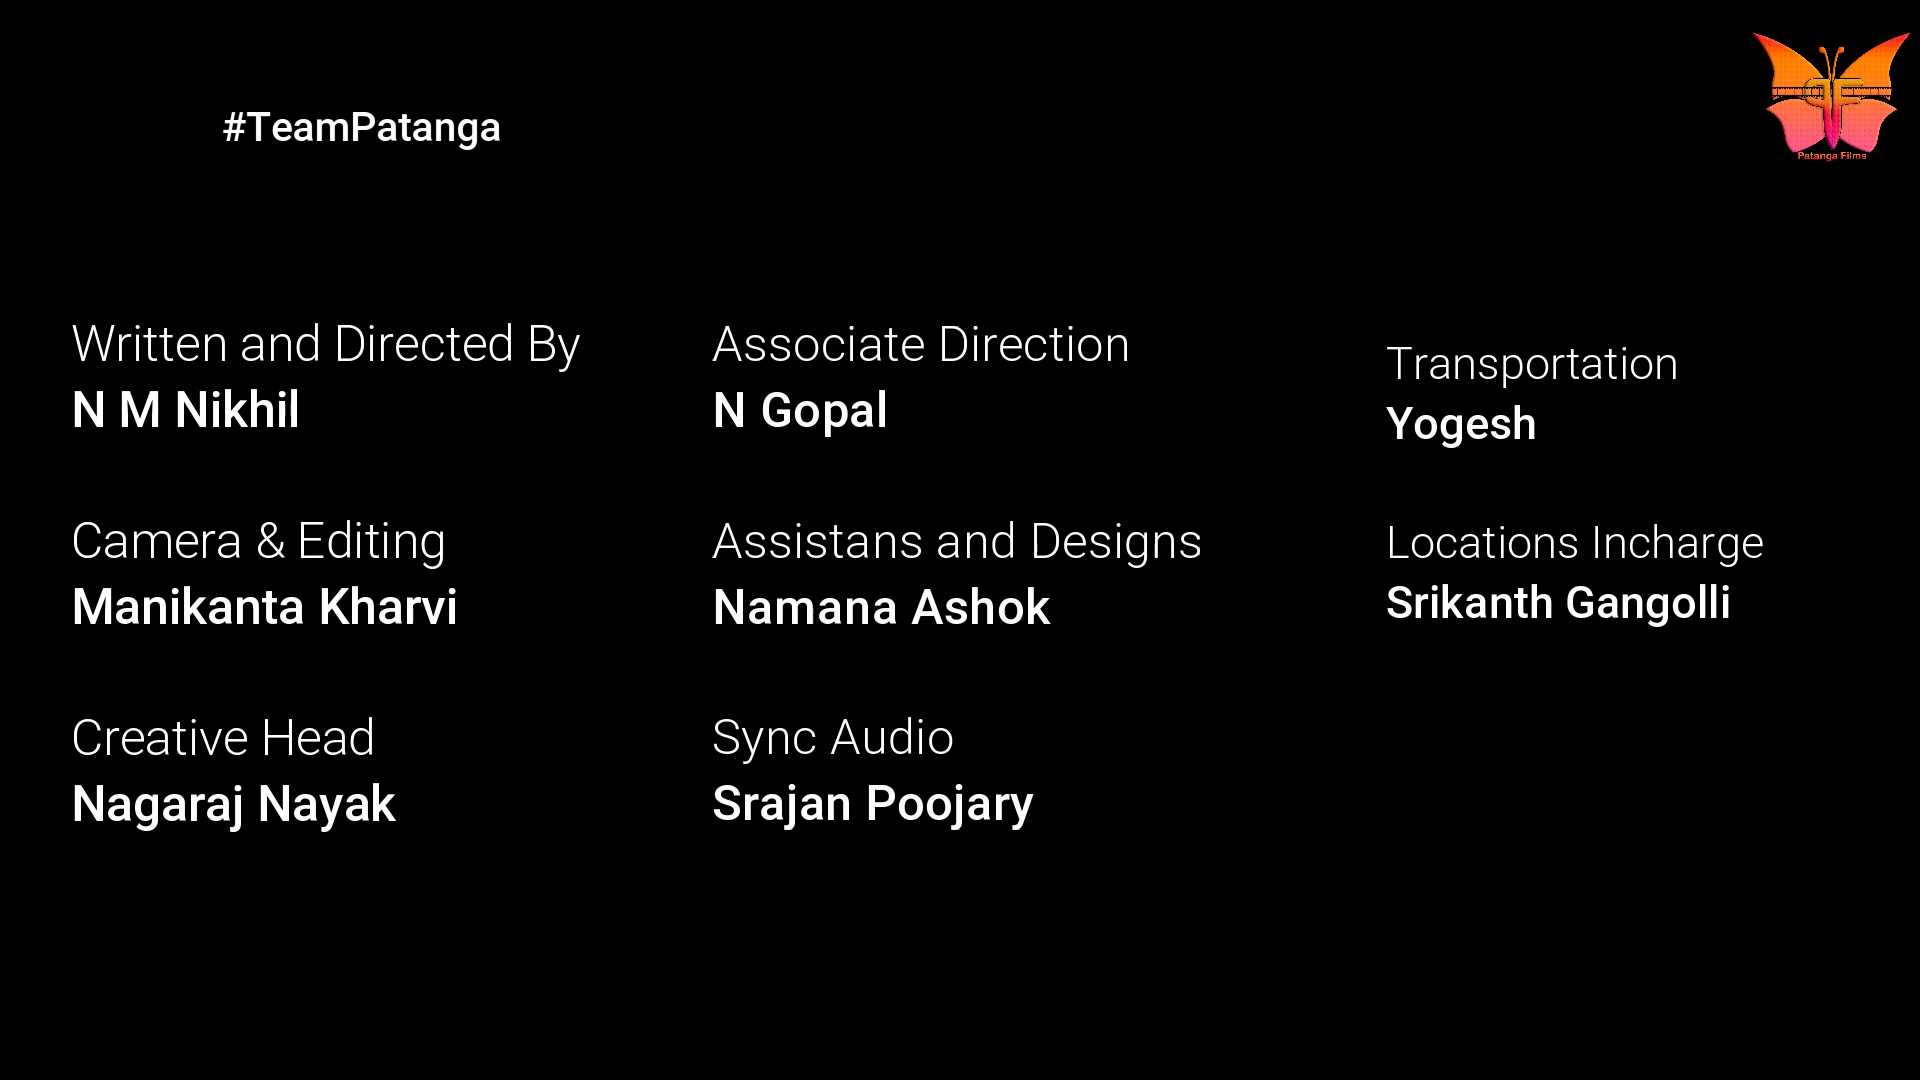 #TeamPatanga
Patanga Films
Written and Directed By
N M Nikhil
Camera & Editing
Manikanta Kharvi
Creative Head
Nagaraj Nayak
Associate Direction
N Gopal
Assistans and Designs
Namana Ashok
Sync Audio
Srajan Poojary
Transportation
Yogesh
Locations Incharge
Srikanth Gangolli